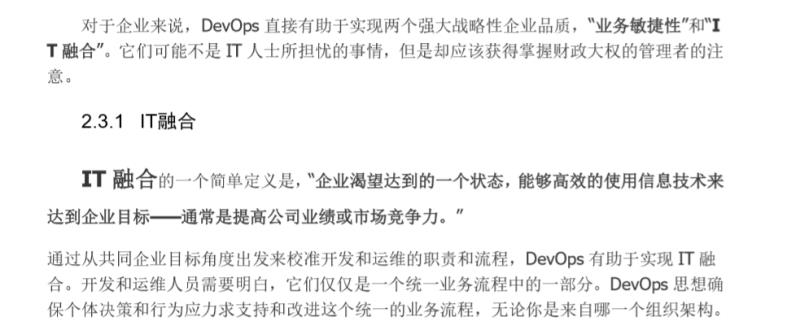 对于企业来说，DevOps 直接有助于实现两个强大战略性企业品质，“业务敏捷性”和“I
T 融合”。它们可能不是 IT 人士所担忧的事情，但是却应该获得掌握财政大权的管理者的注
意。
2.3.1 IT融合
IT 融合的一个简单定义是，“企业渴望达到的一个状态，能够高效的使用信息技术来
达到企业目标——通常是提高公司业绩或市场竞争力。”
通过从共同企业目标角度出发来校准开发和运维的职责和流程，DevOps 有助于实现 IT 融
合。开发和运维人员需要明白，它们仅仅是一个统一业务流程中的一部分。DevOps 思想确
保个体决策和行为应力求支持和改进这个统一的业务流程，无论你是来自哪一个组织架构。